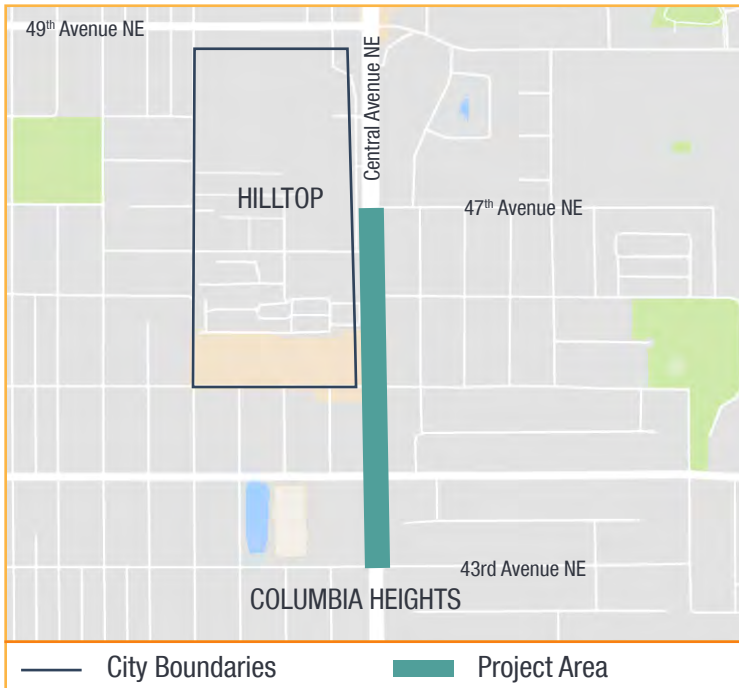 49th Avenue NE
Central Avenue NE
HILLTOP
47th Avenue NE
43rd Avenue NE
COLUMBIA HEIGHTS
City Boundaries
Project Area